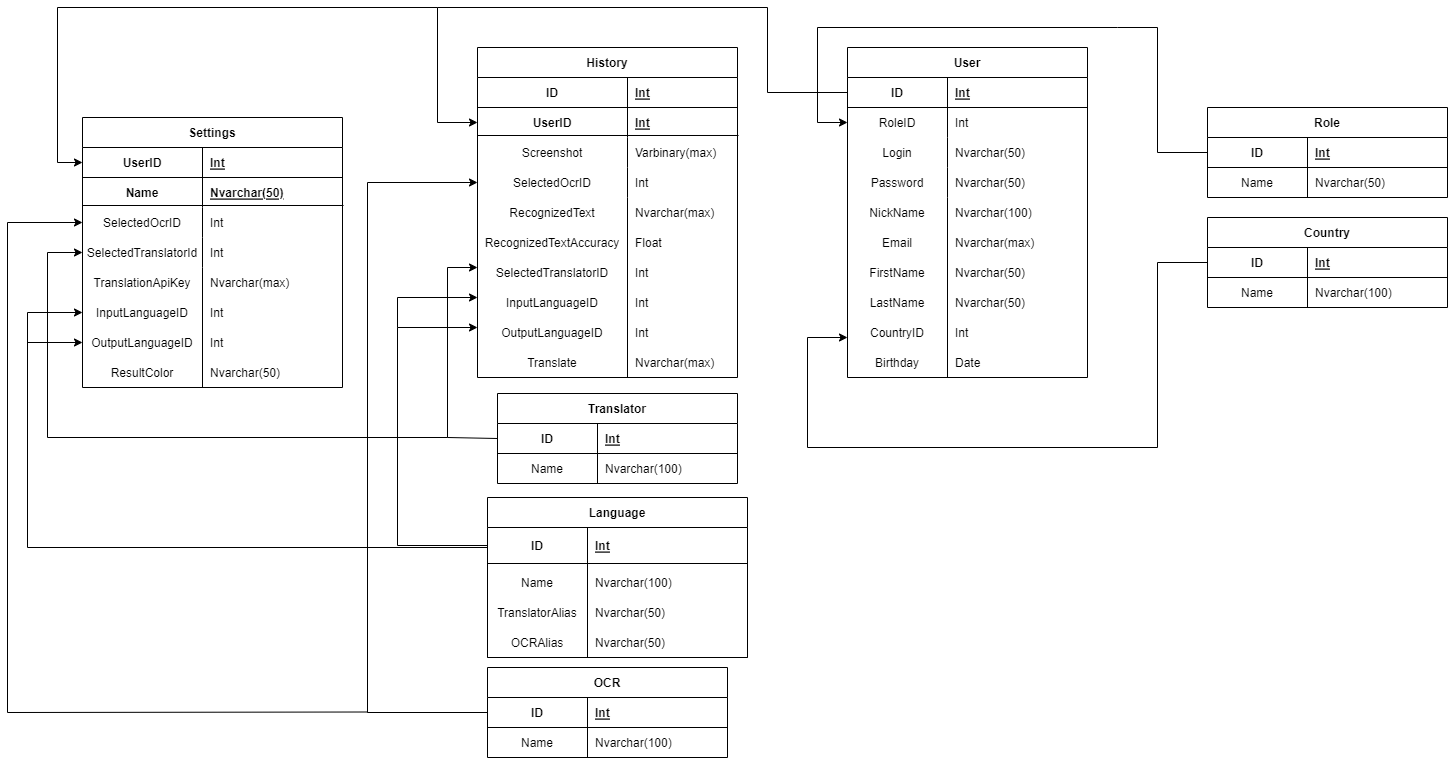 Settings
UserID Int
Name Nvarchar(50)
SelectedOcrID Int
SelectedTranslatorId Int
TranslationApiKey Nvarchar(max)
InputLanguageID Int
OutputLanguageID Int
ResultColor Nvarchar(50)
History
ID Int
UserID Int
Screenshot Varbinary(max)
SelectedOcrID Int
RecognizedText Nvarchar(max)
RecognizedTextAccuracy Float
SelectedTranslatorID Int
InputLanguageID Int
OutputLanguageID Int
Translate Nvarchar(max)
Translator
ID Int
Name Nvarchar(100)
Language
ID Int
Name Nvarchar(100)
TranslatorAlias Nvarchar(50)
OCRAlias Nvarchar(50)
OCR
ID Int
Name Nvarchar(100)
User
ID Int
RoleID Int
Login Nvarchar(50)
Password Nvarchar(50)
NickName Nvarchar(100)
Email Nvarchar(max)
FirstName Nvarchar(50)
LastName Nvarchar(50)
CountryID Int
Birthday Date
Role
ID Int
Name Nvarchar(50)
Country
ID Int
Name Nvarchar(100)